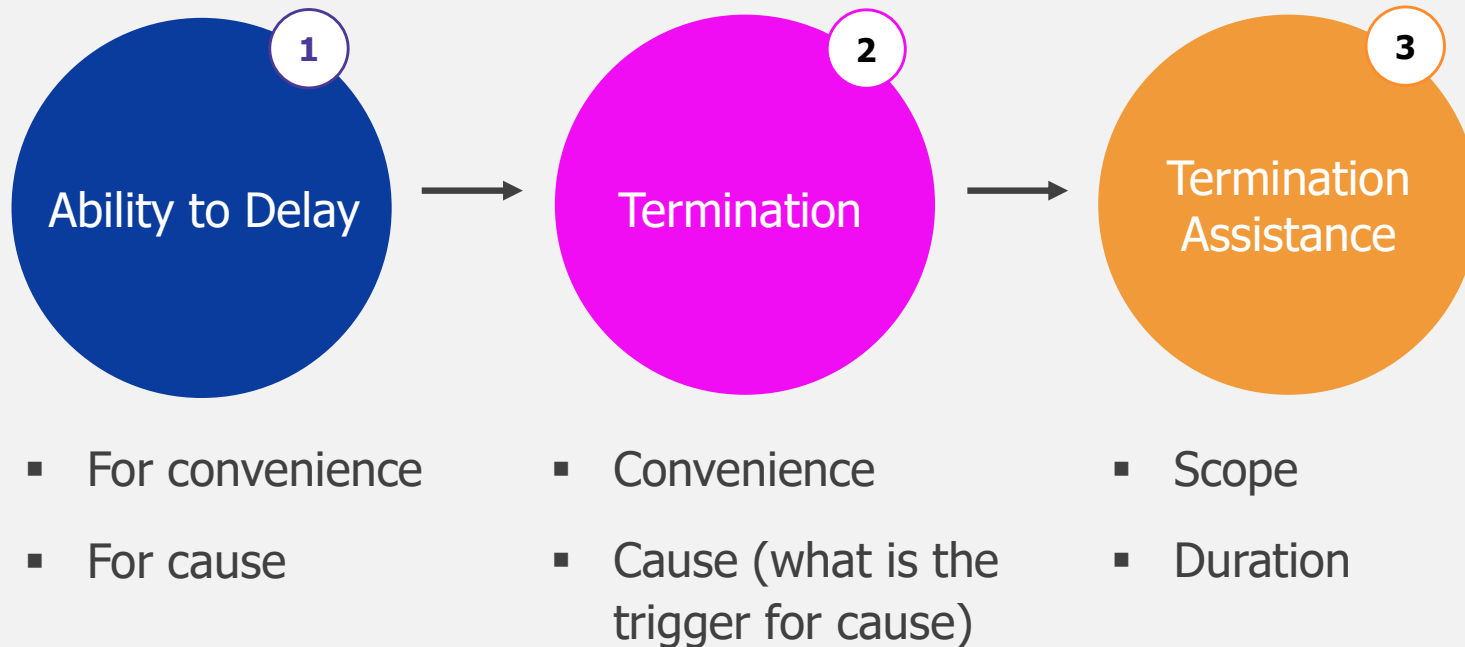 1
Ability to Delay
▪ For convenience
▪ For cause
2
Termination
▪ Convenience
▪ Cause (what is the
trigger for cause)
3
Termination
Assistance
▪ Scope
▪ Duration